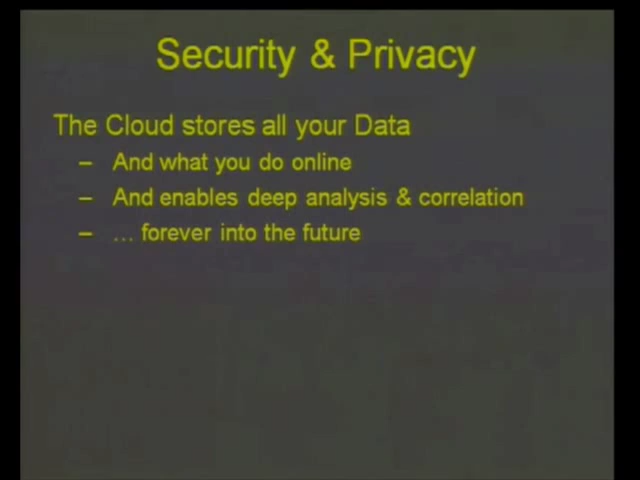 Security & Privacy
The Cloud stores all your Data
– And what you do online
– And enables deep analysis & correlation
– ... forever into the future